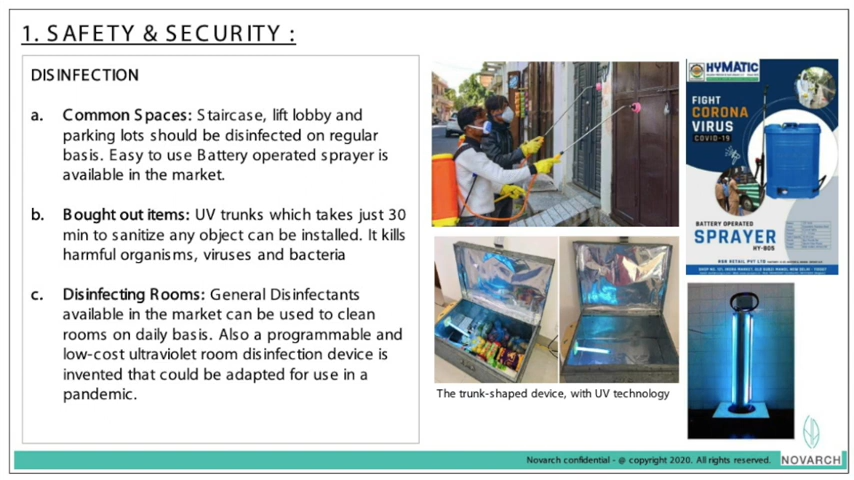 1. SAFETY & SECURITY :
DISINFECTION
a. Common Spaces: Staircase, lift lobby and
parking lots should be disinfected on regular
basis. Easy to use Battery operated sprayer is
available in the market.
b. Bought out items: UV trunks which takes just 30
min to sanitize any object can be installed. It kills
harmful organisms, viruses and bacteria
c. Disinfecting Rooms: General Disinfectants
available in the market can be used to clean
rooms on daily basis. Also a programmable and
low-cost ultraviolet room disinfection device is
invented that could be adapted for use in a
pandemic.
HYMATIC
FIGHT
CORONA
VIRUS
COVID-19
BATTERY OPERATED
SPRAYER
HY-805
RETAIL PVT LTD
The trunk-shaped device, with UV technology
Novarch confidential - @ copyright 2020. All rights reserved.
NOVARCH